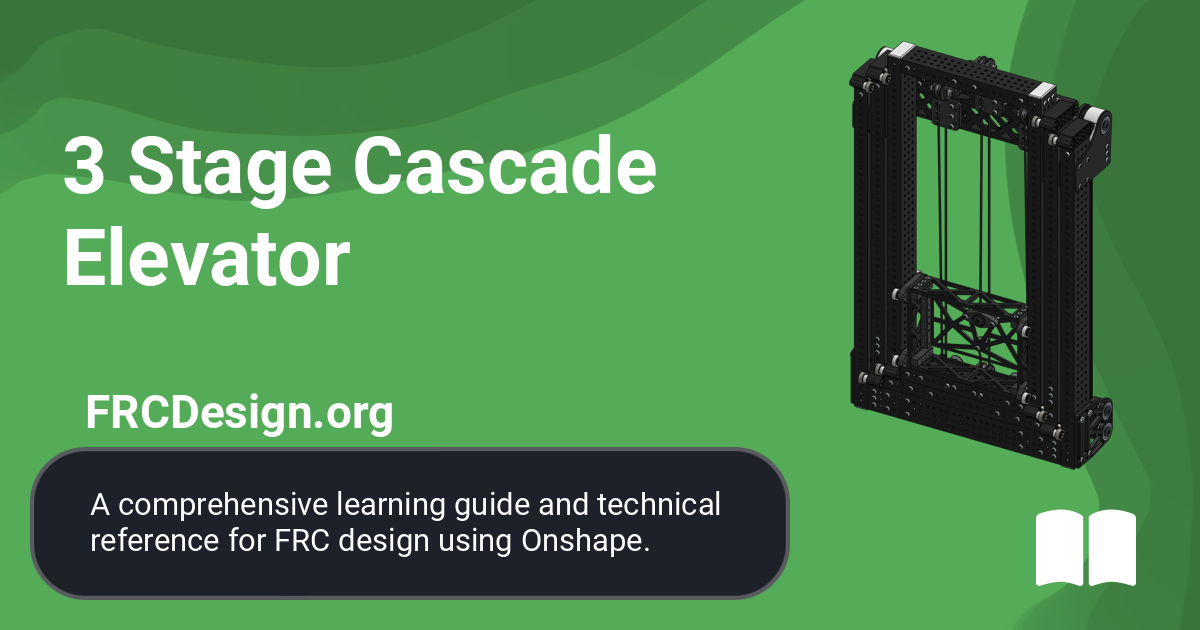 3 Stage Cascade
Elevator
FRCDesign.org
A comprehensive learning guide and technical
reference for FRC design using Onshape.